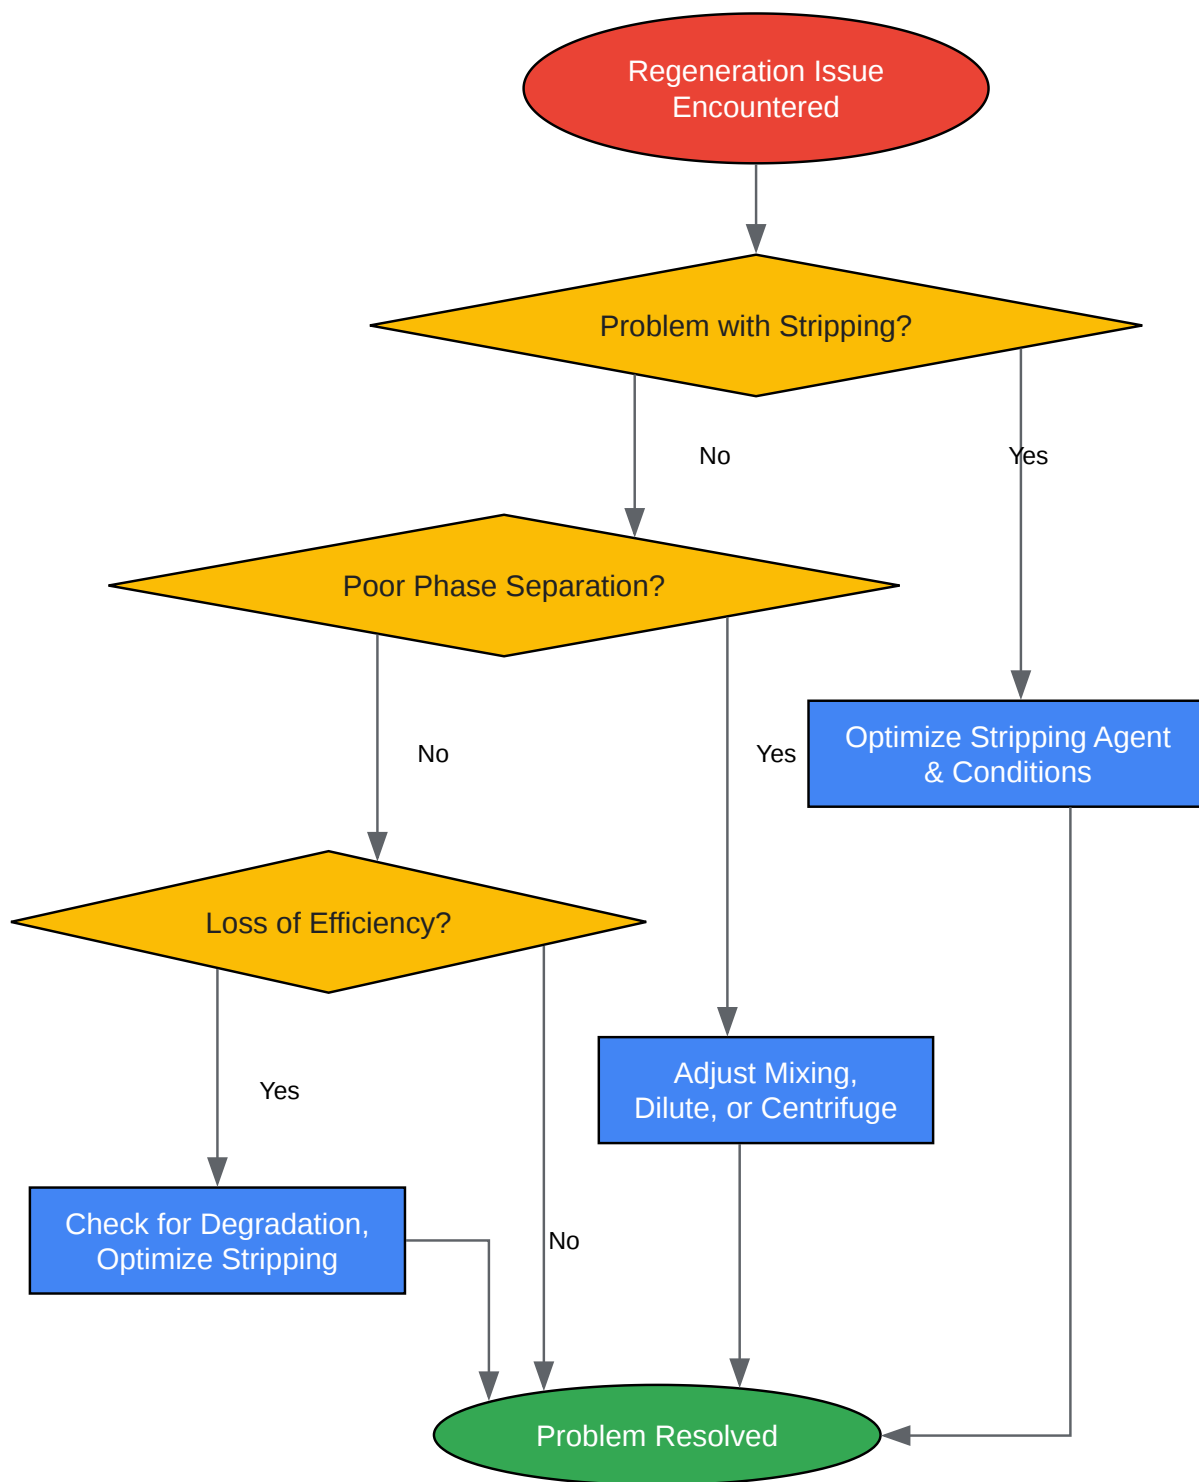 Regeneration Issue
Encountered
Problem with Stripping?
No
Yes
Poor Phase Separation?
No
Yes
Optimize Stripping Agent
& Conditions
Loss of Efficiency?
Adjust Mixing,
Dilute, or Centrifuge
Yes
No
Check for Degradation,
Optimize Stripping
Problem Resolved